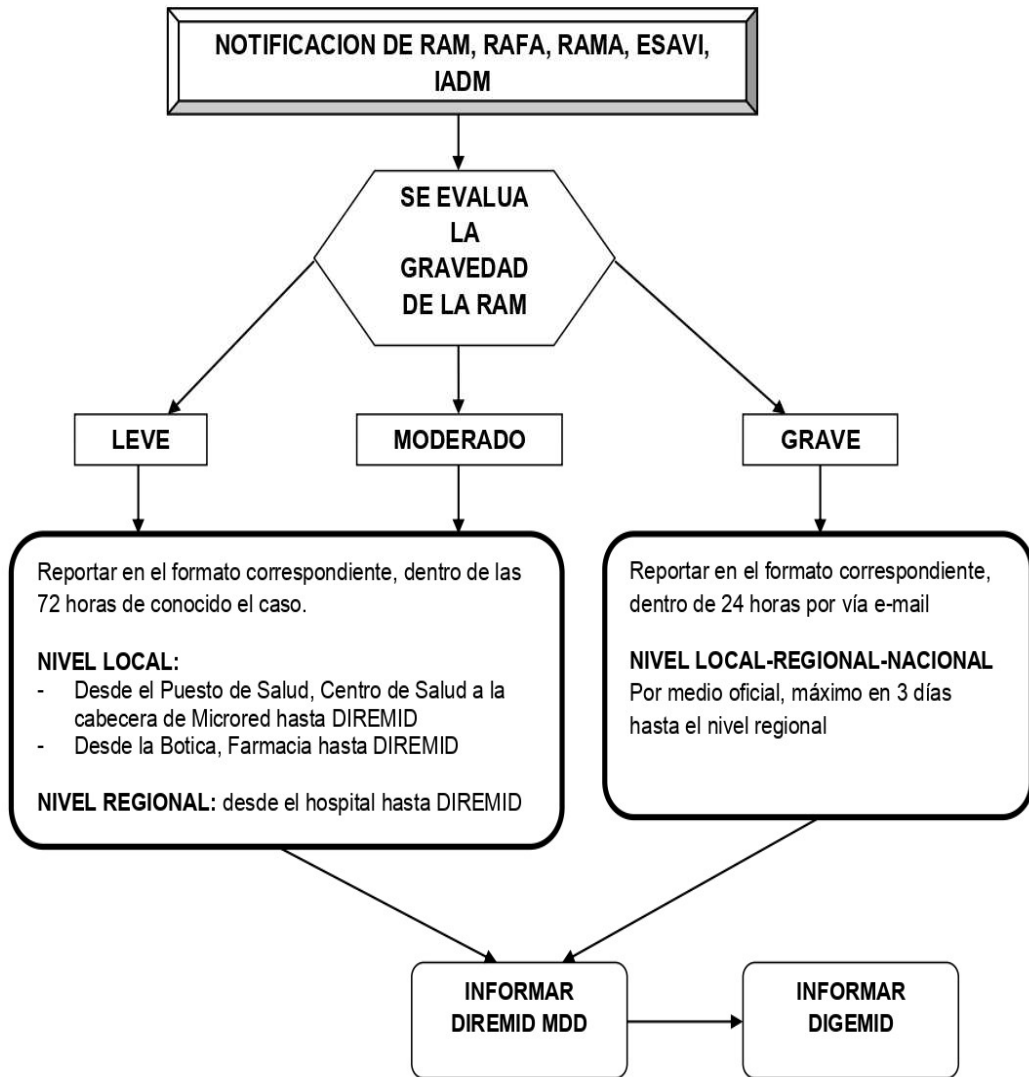 NOTIFICACION DE RAM, RAFA, RAMA, ESAVI,
IADM
SE EVALUA
LA
GRAVEDAD
DE LA RAM
LEVE
MODERADO
GRAVE
Reportar en el formato correspondiente, dentro de las
72 horas de conocido el caso.
NIVEL LOCAL:
- Desde el Puesto de Salud, Centro de Salud a la
cabecera de Microred hasta DIREMID
- Desde la Botica, Farmacia hasta DIREMID
NIVEL REGIONAL: desde el hospital hasta DIREMID
Reportar en el formato correspondiente,
dentro de 24 horas por vía e-mail
NIVEL LOCAL-REGIONAL-NACIONAL
Por medio oficial, máximo en 3 días
hasta el nivel regional
INFORMAR
DIREMID MDD
INFORMAR
DIGEMID